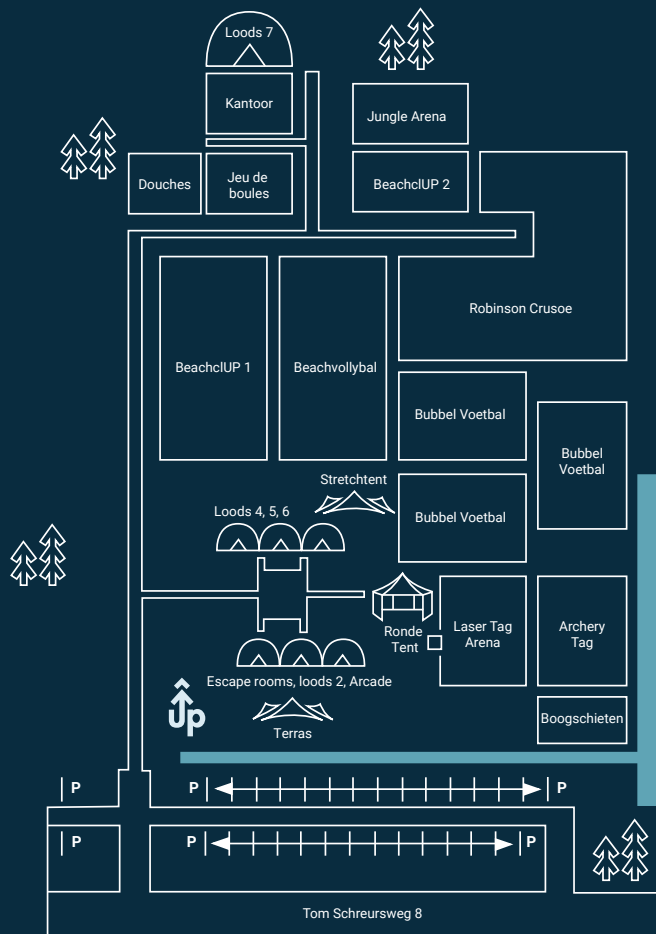 Loods 7
Kantoor
Jungle Arena
Douches
Jeu de
boules
BeachclUP 2
Robinson Crusoe
BeachclUP 1
Beachvollybal
Bubbel Voetbal
Bubbel
Voetbal
Stretchtent
Loods 4, 5, 6
Bubbel Voetbal
Ronde
Tent
Laser Tag
Arena
Archery
Tag
Escape rooms, loods 2, Arcade
up
Terras
Boogschieten
P
P
P
P
P
P
Tom Schreursweg 8